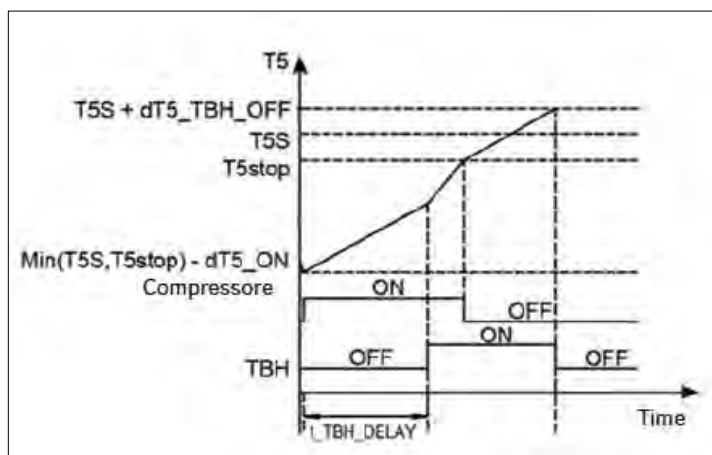 T5
T5S + dT5_TBH_OFF
T5S
T5stop
Min(T5S,T5stop) - dT5_ON
Compressore
ON
OFF
TBH
OFF
ON
OFF
Time
t_TBH_DELAY